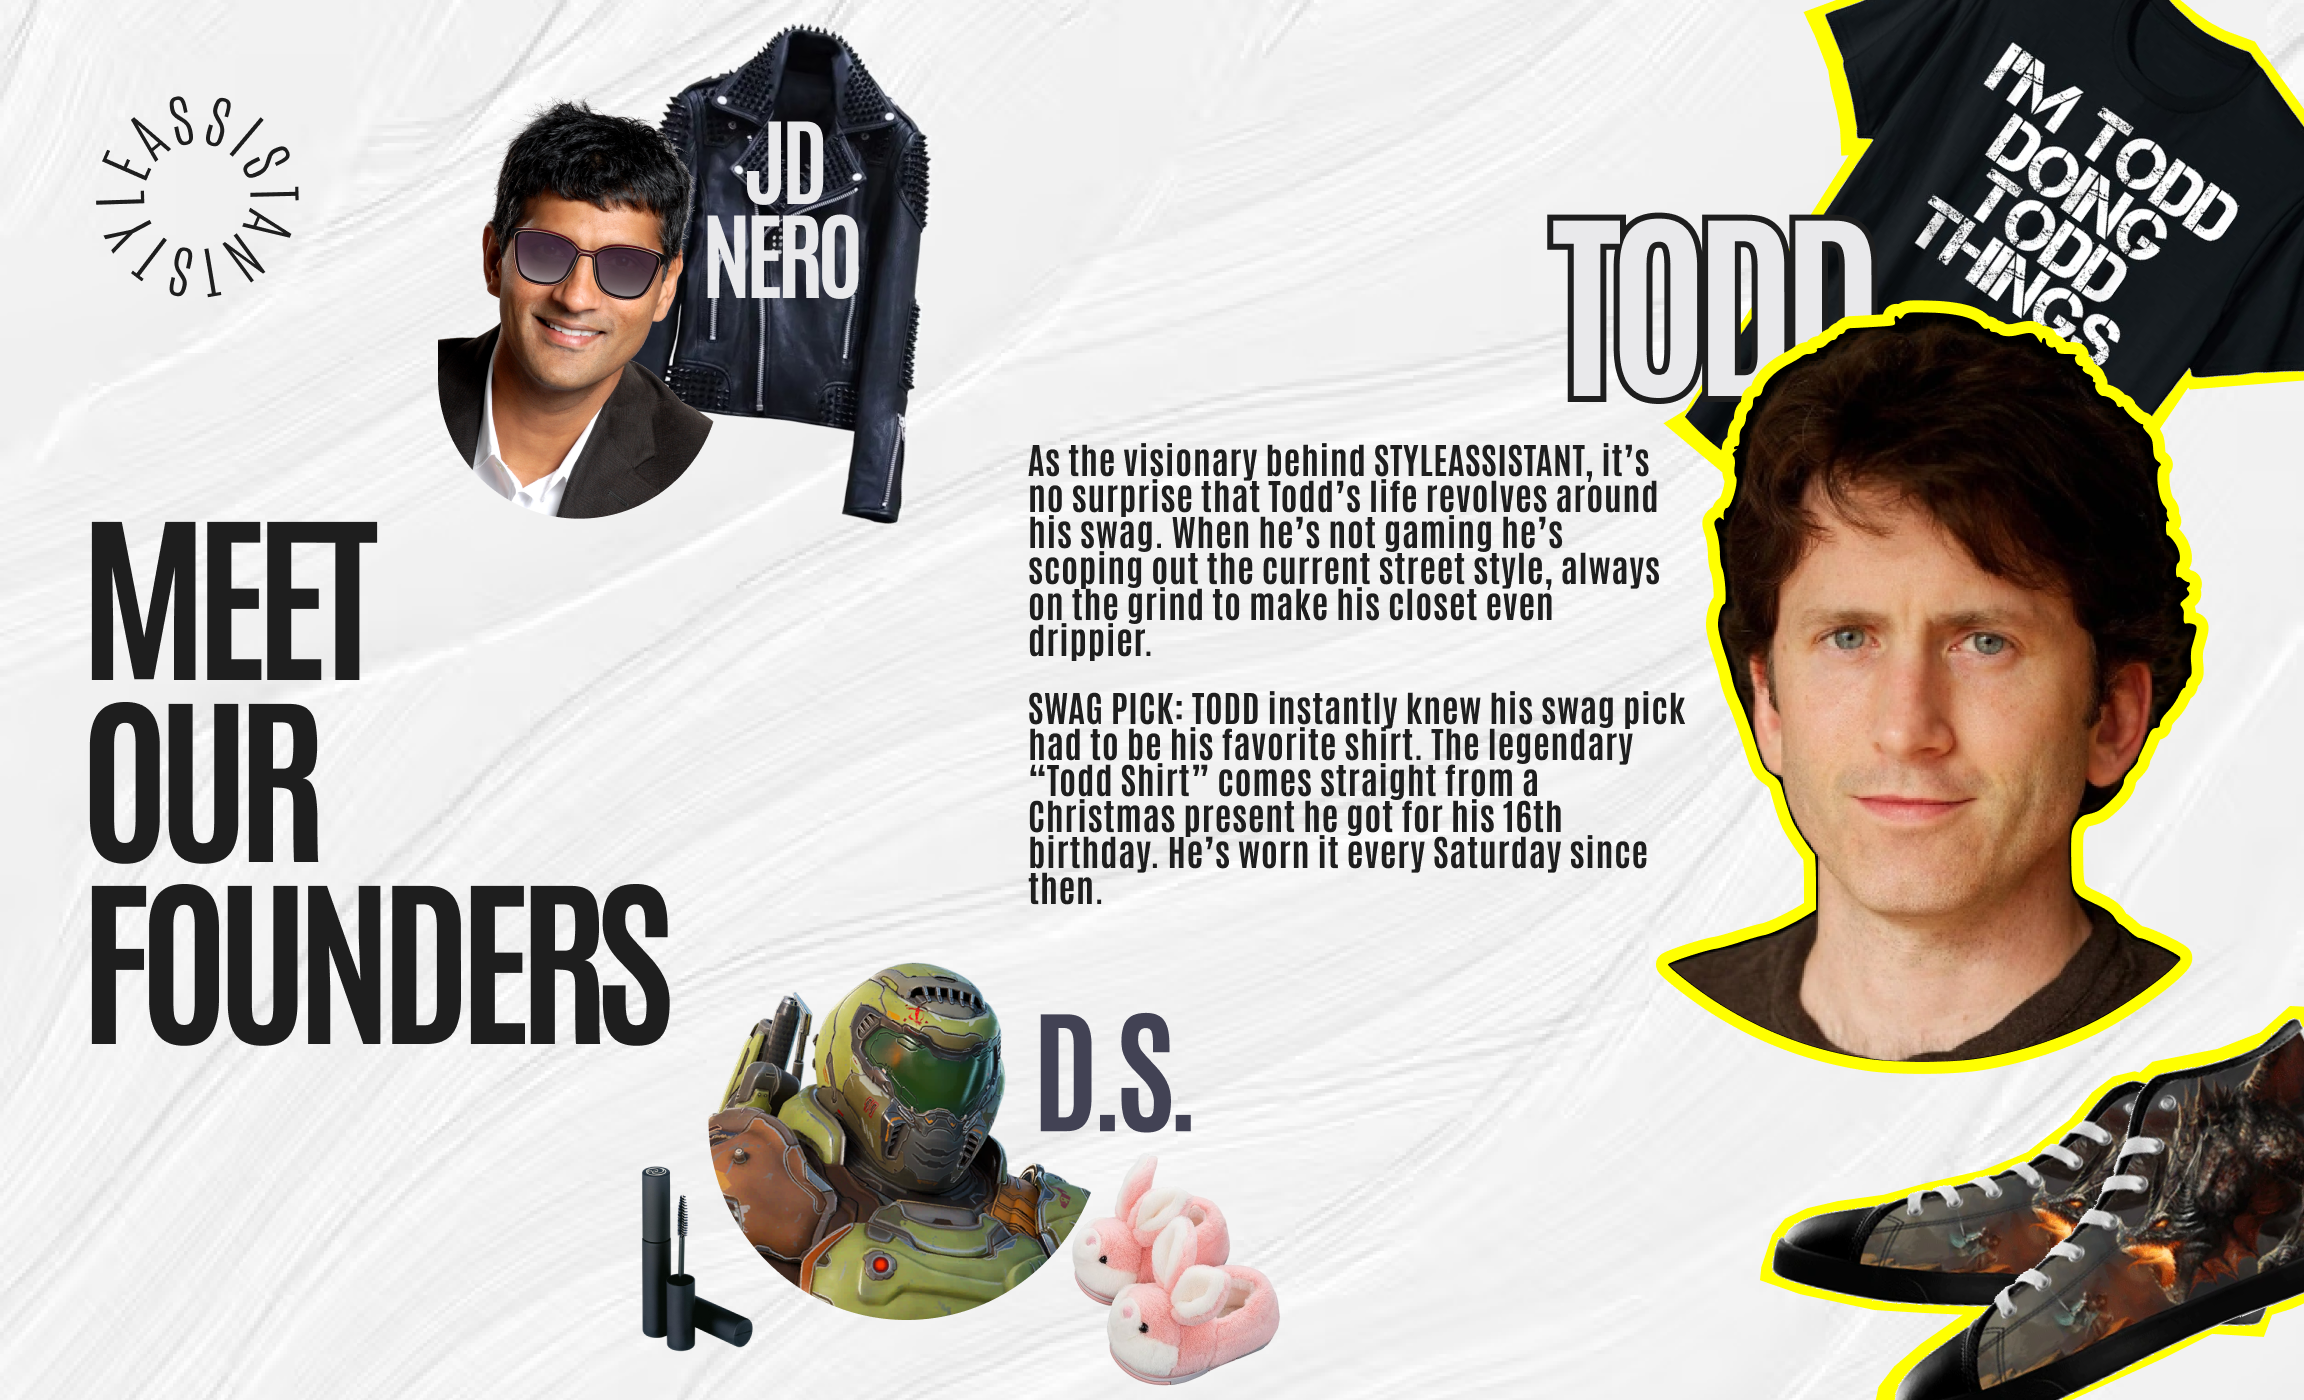 STYLEASSISTANT
JD
NERO
I'M TODD
DOING
TODD
THINGS
TODD
As the visionary behind STYLEASSISTANT, it’s
no surprise that Todd’s life revolves around
his swag. When he’s not gaming he’s
scoping out the current street style, always
on the grind to make his closet even
drippier.
SWAG PICK: TODD instantly knew his swag pick
had to be his favorite shirt. The legendary
“Todd Shirt” comes straight from a
Christmas present he got for his 16th
birthday. He’s worn it every Saturday since
then.
MEET
OUR
FOUNDERS
D.S.